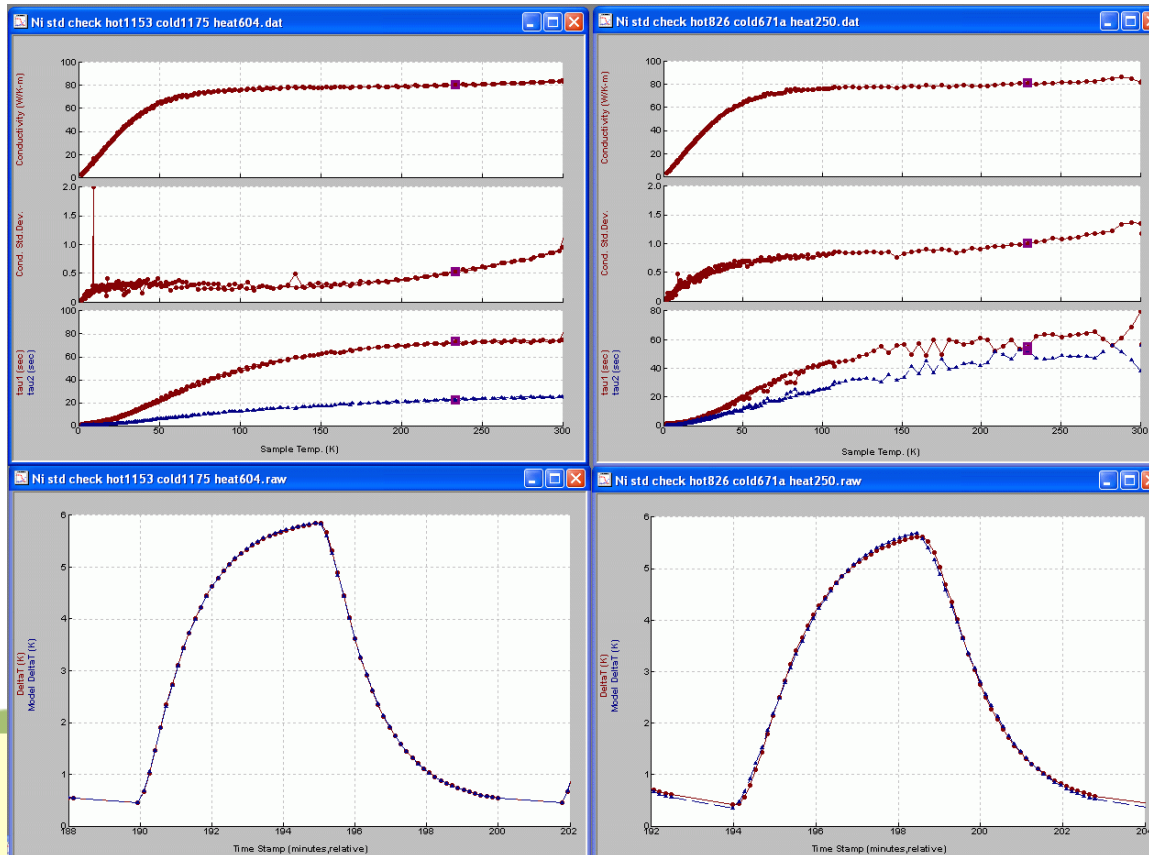 Ni std check hot1153 cold1175 heat604.dat
Conductivity (W/K-m)
100
80
60
40
20
0
Cond. Std.Dev.
2.0
1.5
1.0
0.5
0
tau1 (sec)
tau2 (sec)
100
80
60
40
20
0
0 50 100 150 200 250 300
Sample Temp. (K)
Ni std check hot826 cold671a heat250.dat
Conductivity (W/K-m)
100
80
60
40
20
0
Cond. Std.Dev.
2.0
1.5
1.0
0.5
0
tau1 (sec)
tau2 (sec)
80
60
40
20
0
0 50 100 150 200 250 300
Sample Temp. (K)
Ni std check hot1153 cold1175 heat604.raw
DeltaT (K)
Model DeltaT (K)
6
5
4
3
2
1
0
188 190 192 194 196 198 200 202
Time Stamp (minutes,relative)
Ni std check hot826 cold671a heat250.raw
DeltaT (K)
Model DeltaT (K)
6
5
4
3
2
1
0
192 194 196 198 200 202 204
Time Stamp (minutes,relative)